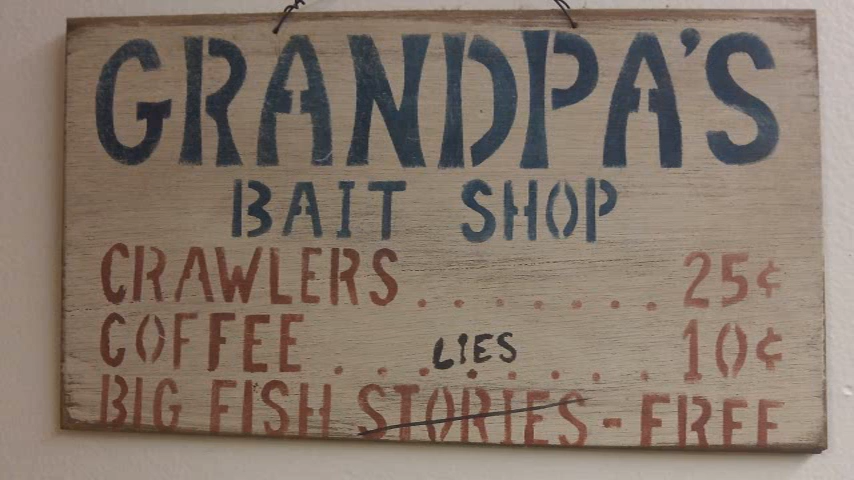 GRANDPA'S
BAIT SHOP
CRAWLERS........25¢
COFFEE.........10¢
LIES
BIG FISH STORIES-FREE